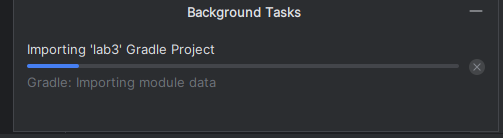 Background Tasks
Importing 'lab3' Gradle Project
Gradle: Importing module data